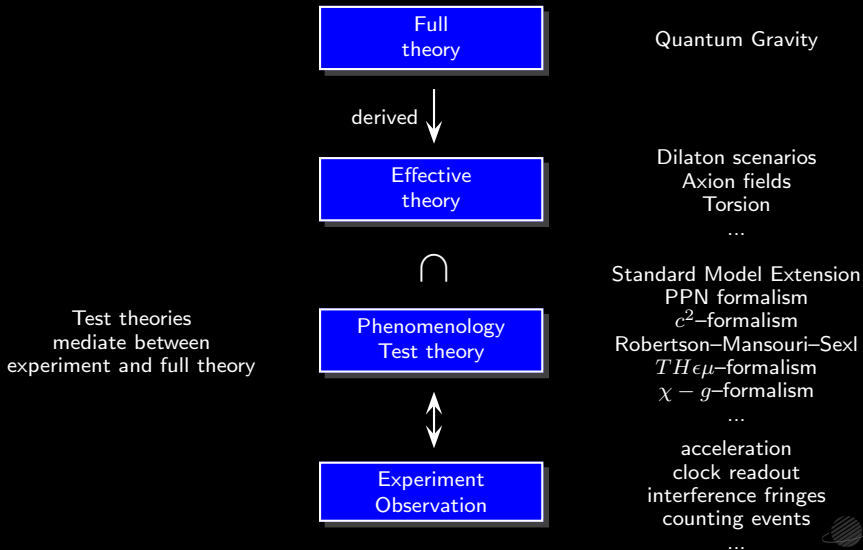 Full
theory
Quantum Gravity
derived
Effective
theory
Dilaton scenarios
Axion fields
Torsion
...
∩
Test theories
mediate between
experiment and full theory
Phenomenology
Test theory
Standard Model Extension
PPN formalism
c²–formalism
Robertson–Mansouri–Sexl
THϵμ–formalism
χ − g–formalism
...
Experiment
Observation
acceleration
clock readout
interference fringes
counting events
...